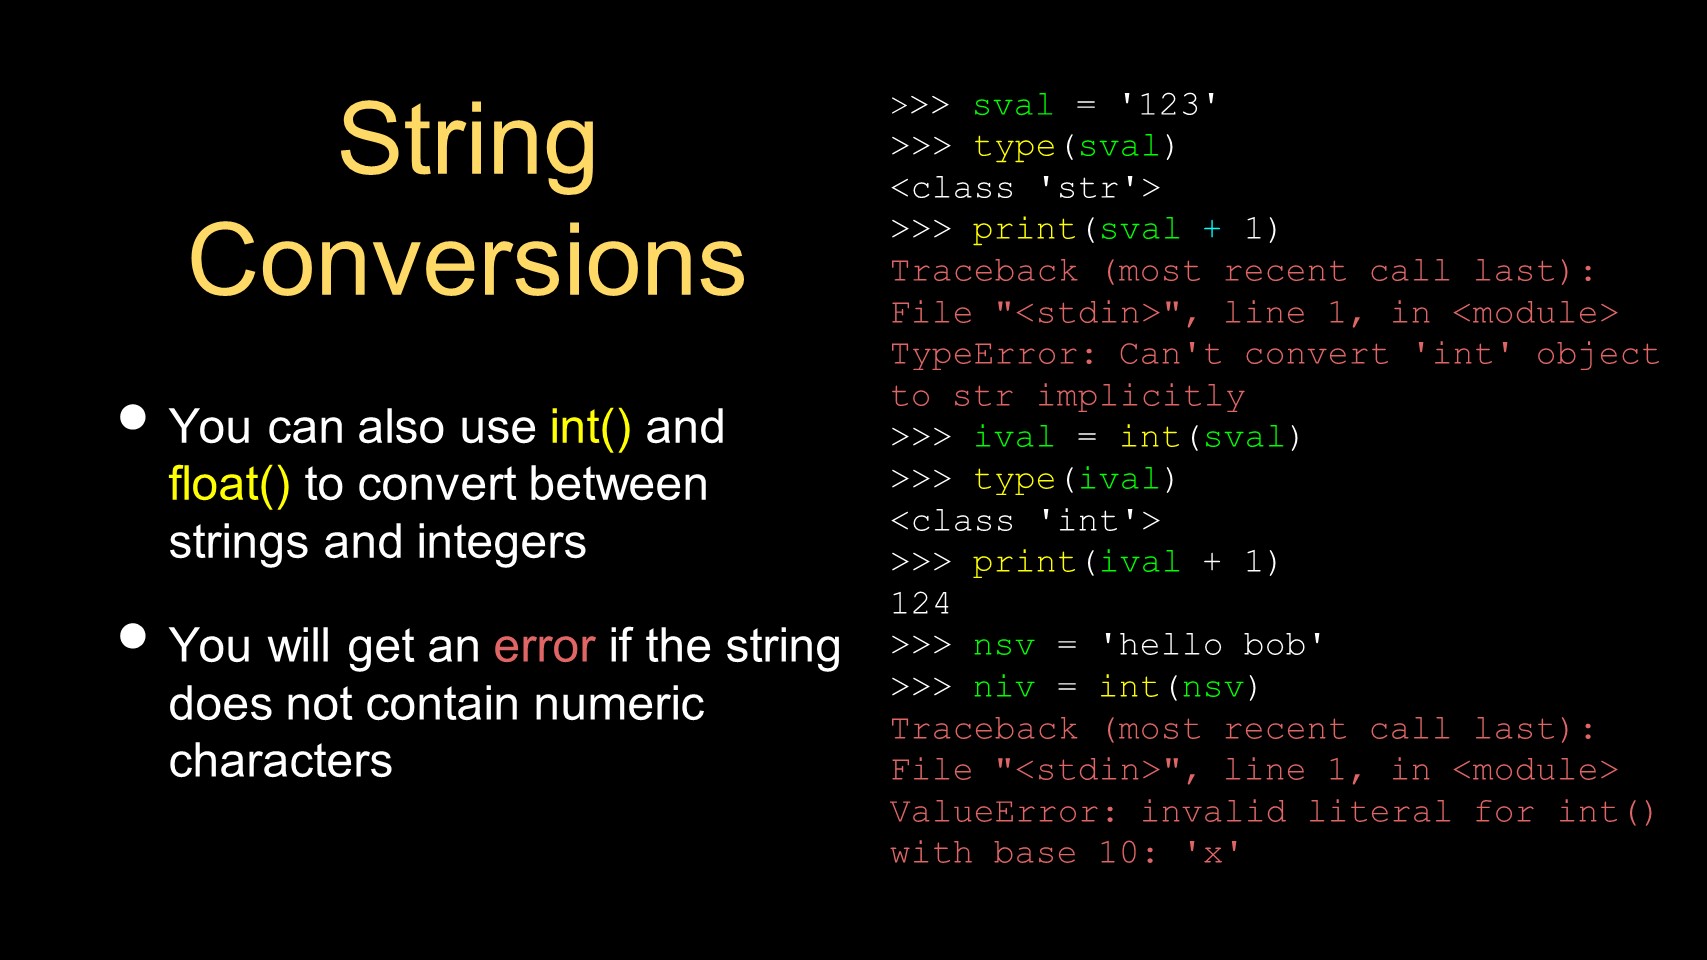 String
Conversions
• You can also use int() and
float() to convert between
strings and integers
• You will get an error if the string
does not contain numeric
characters
>>> sval = '123'
>>> type(sval)
<class 'str'>
>>> print(sval + 1)
Traceback (most recent call last):
File "<stdin>", line 1, in <module>
TypeError: Can't convert 'int' object
to str implicitly
>>> ival = int(sval)
>>> type(ival)
<class 'int'>
>>> print(ival + 1)
124
>>> nsv = 'hello bob'
>>> niv = int(nsv)
Traceback (most recent call last):
File "<stdin>", line 1, in <module>
ValueError: invalid literal for int()
with base 10: 'x'